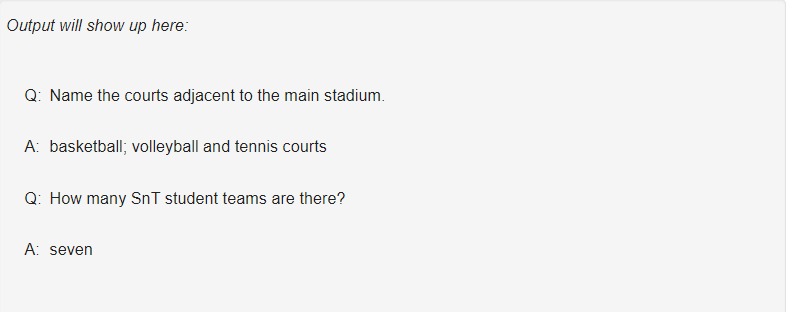 Output will show up here:
Q: Name the courts adjacent to the main stadium.
A: basketball; volleyball and tennis courts
Q: How many SnT student teams are there?
A: seven